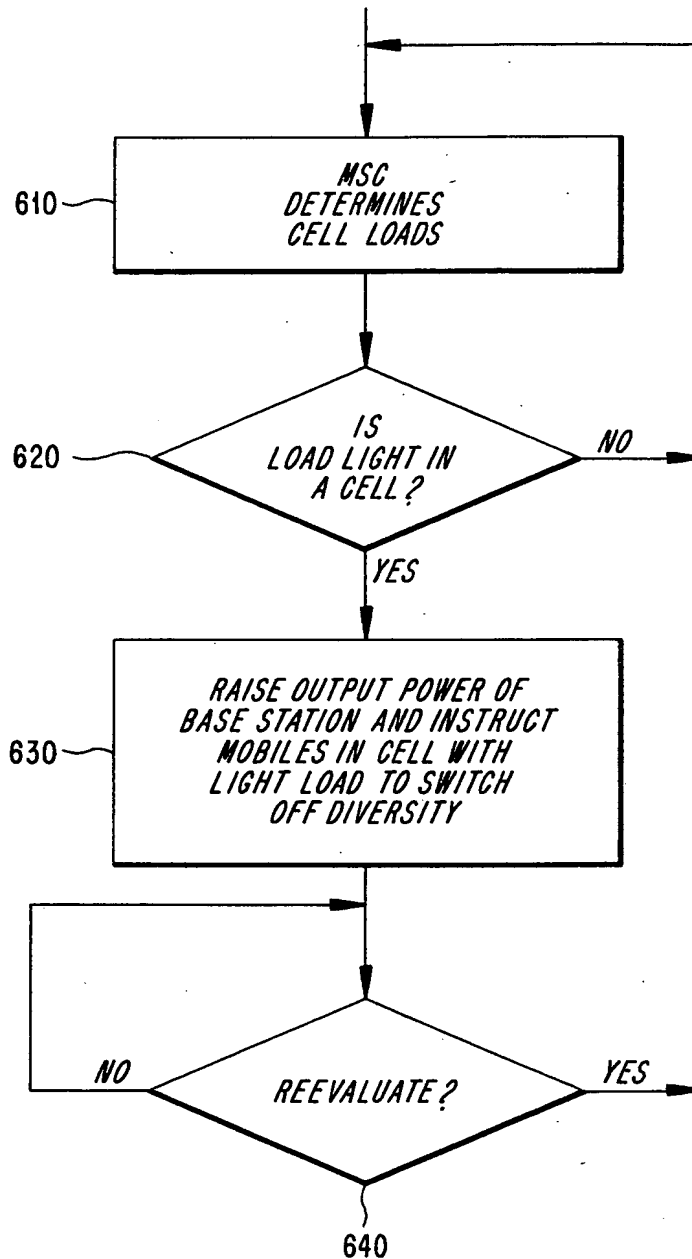 610
MSC
DETERMINES
CELL LOADS
620
IS
LOAD LIGHT IN
A CELL?
NO
YES
630
RAISE OUTPUT POWER OF
BASE STATION AND INSTRUCT
MOBILES IN CELL WITH
LIGHT LOAD TO SWITCH
OFF DIVERSITY
NO
REEVALUATE?
YES
640